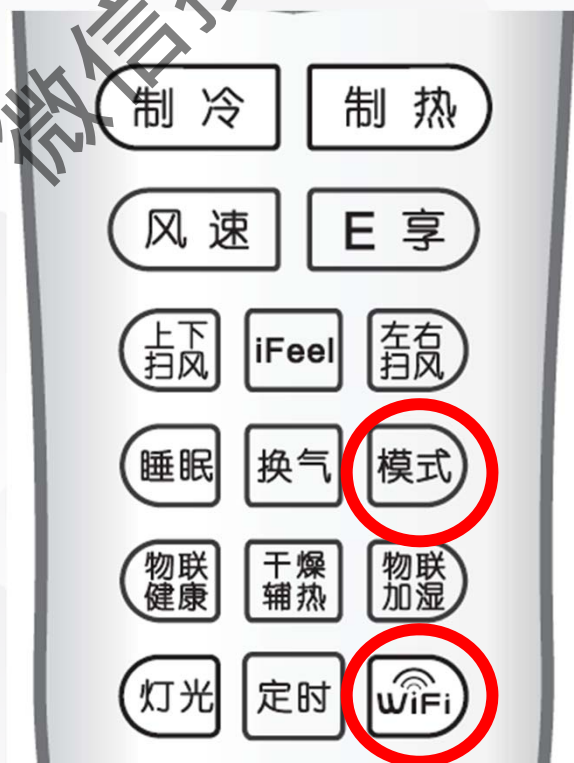 微信搜
制冷 制热
风速 E享
上下 左右
扫风 iFeel 扫风
睡眠 换气 模式
物联 干燥 物联
健康 辅热 加湿
灯光 定时 WiFi